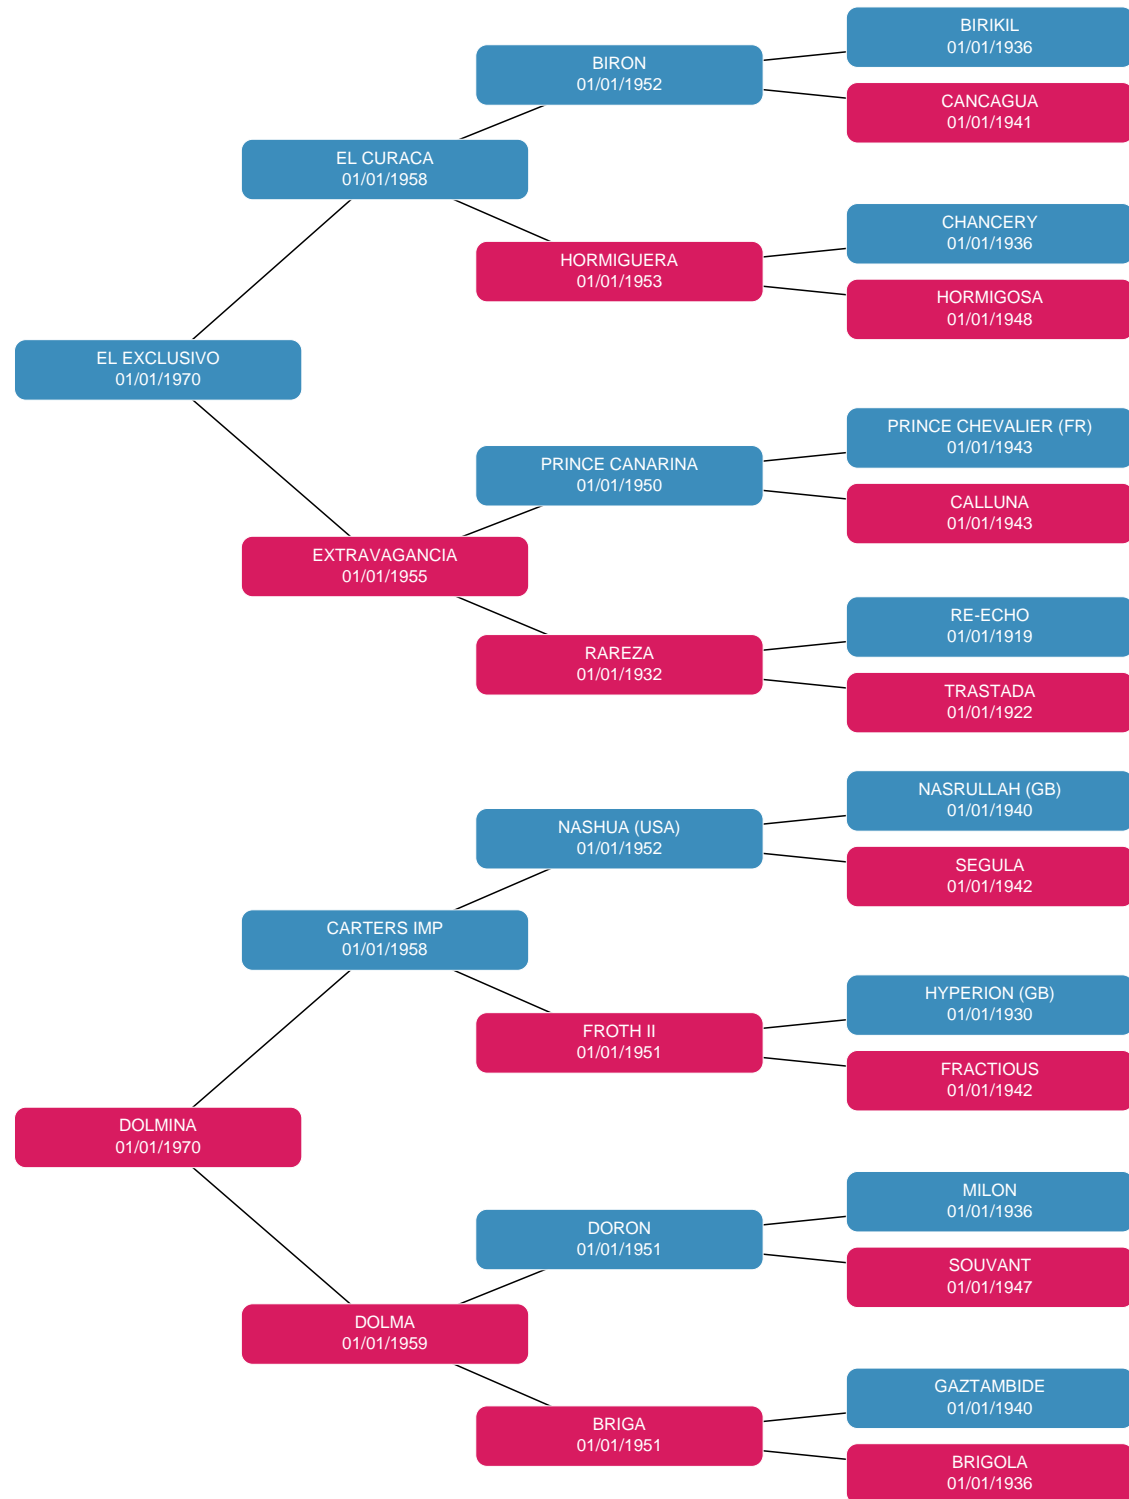 BIRIKIL
01/01/1936
BIRON
01/01/1952
CANCAGUA
01/01/1941
EL CURACA
01/01/1958
CHANCERY
01/01/1936
HORMIGUERA
01/01/1953
HORMIGOSA
01/01/1948
EL EXCLUSIVO
01/01/1970
PRINCE CHEVALIER (FR)
01/01/1943
PRINCE CANARINA
01/01/1950
CALLUNA
01/01/1943
EXTRAVAGANCIA
01/01/1955
RE-ECHO
01/01/1919
RAREZA
01/01/1932
TRASTADA
01/01/1922
NASRULLAH (GB)
01/01/1940
NASHUA (USA)
01/01/1952
SEGULA
01/01/1942
CARTERS IMP
01/01/1958
HYPERION (GB)
01/01/1930
FROTH II
01/01/1951
FRACTIOUS
01/01/1942
DOLMINA
01/01/1970
MILON
01/01/1936
DORON
01/01/1951
SOUVANT
01/01/1947
DOLMA
01/01/1959
GAZTAMBIDE
01/01/1940
BRIGA
01/01/1951
BRIGOLA
01/01/1936